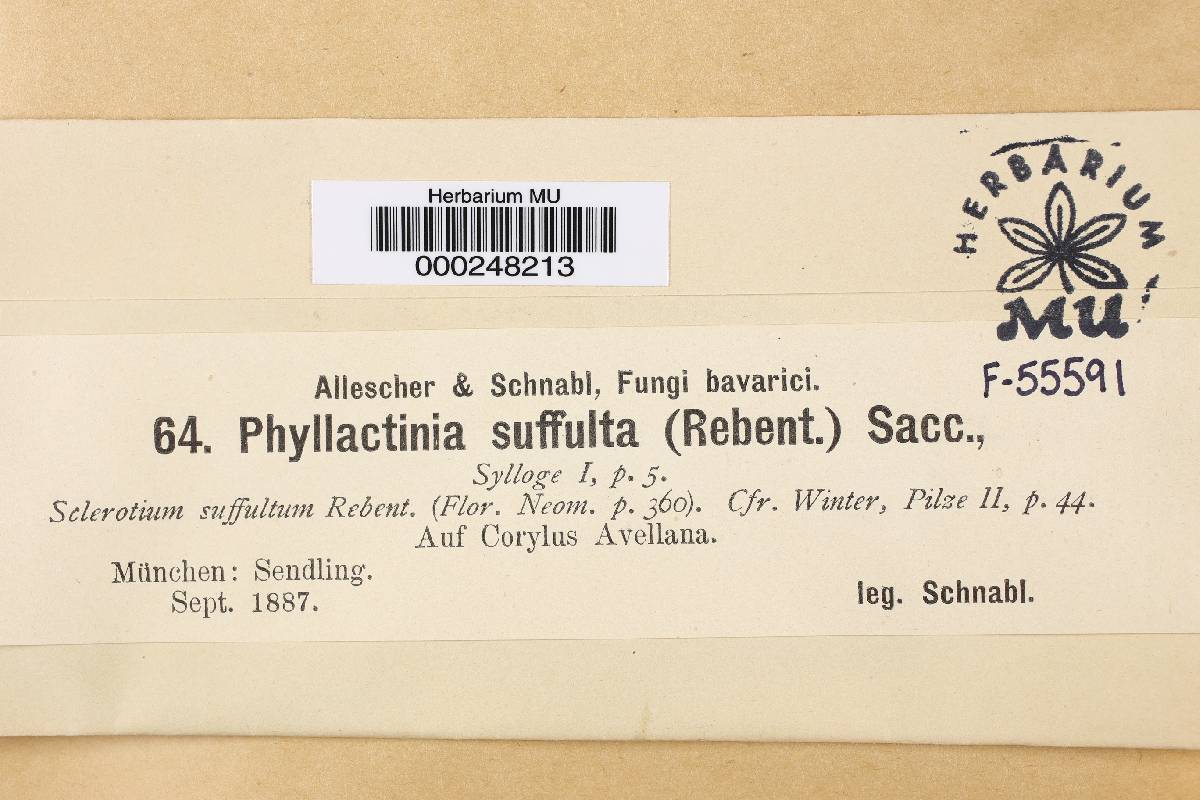 Herbarium MU
000248213
HERBARIUM
MU
F-55591
Allescher & Schnabl, Fungi bavarici.
64. Phyllactinia suffulta (Rebent.) Sacc.,
Sylloge I, p. 5.
Sclerotium suffultum Rebent. (Flor. Neom. p. 360). Cfr. Winter, Pilze II, p. 44.
Auf Corylus Avellana.
München: Sendling.
Sept. 1887.
leg. Schnabl.